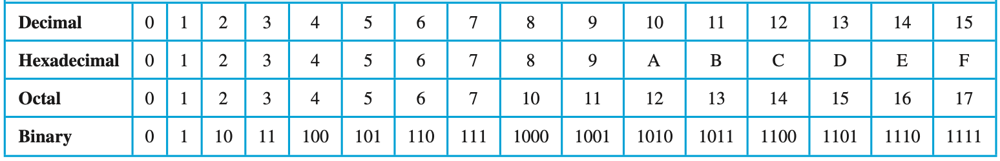 Decimal 0 1 2 3 4 5 6 7 8 9 10 11 12 13 14 15
Hexadecimal 0 1 2 3 4 5 6 7 8 9 A B C D E F
Octal 0 1 2 3 4 5 6 7 10 11 12 13 14 15 16 17
Binary 0 1 10 11 100 101 110 111 1000 1001 1010 1011 1100 1101 1110 1111